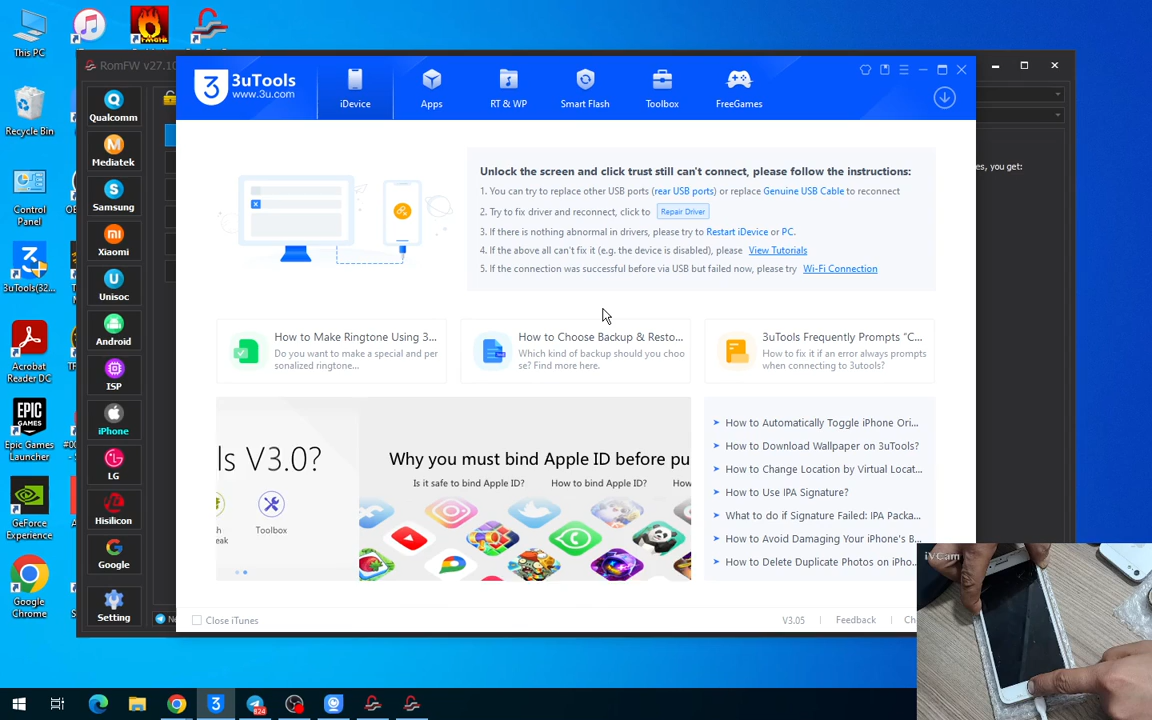 This PC
RomFW v27.10
Recycle Bin
Control
Panel
3uTools(32...
Acrobat
Reader DC
Epic Games
Launcher
GeForce
Experience
Google
Chrome
Qualcomm
Mediatek
Samsung
Xiaomi
Unisoc
Android
ISP
iPhone
LG
Hisilicon
Google
Setting
3uTools
www.3u.com
iDevice
Apps
RT & WP
Smart Flash
Toolbox
FreeGames
Unlock the screen and click trust still can't connect, please follow the instructions:
1. You can try to replace other USB ports (rear USB ports) or replace Genuine USB Cable to reconnect
2. Try to fix driver and reconnect, click to Repair Driver
3. If there is nothing abnormal in drivers, please try to Restart iDevice or PC.
4. If the above all can't fix it (e.g. the device is disabled), please View Tutorials
5. If the connection was successful before via USB but failed now, please try Wi-Fi Connection
es, you get:
How to Make Ringtone Using 3...
Do you want to make a special and per
sonalized ringtone...
How to Choose Backup & Resto...
Which kind of backup should you choo
se? Find more here.
3uTools Frequently Prompts "C...
How to fix it if an error always prompts
when connecting to 3utools?
ls V3.0?
Toolbox
eak
Why you must bind Apple ID before pu
Is it safe to bind Apple ID?
How to bind Apple ID?
How
How to Automatically Toggle iPhone Ori...
How to Download Wallpaper on 3uTools?
How to Change Location by Virtual Locat...
How to Use IPA Signature?
What to do if Signature Failed: IPA Packa...
How to Avoid Damaging Your iPhone's B...
How to Delete Duplicate Photos on iPho...
Close iTunes
V3.05
Feedback
Ch
iVCam
824